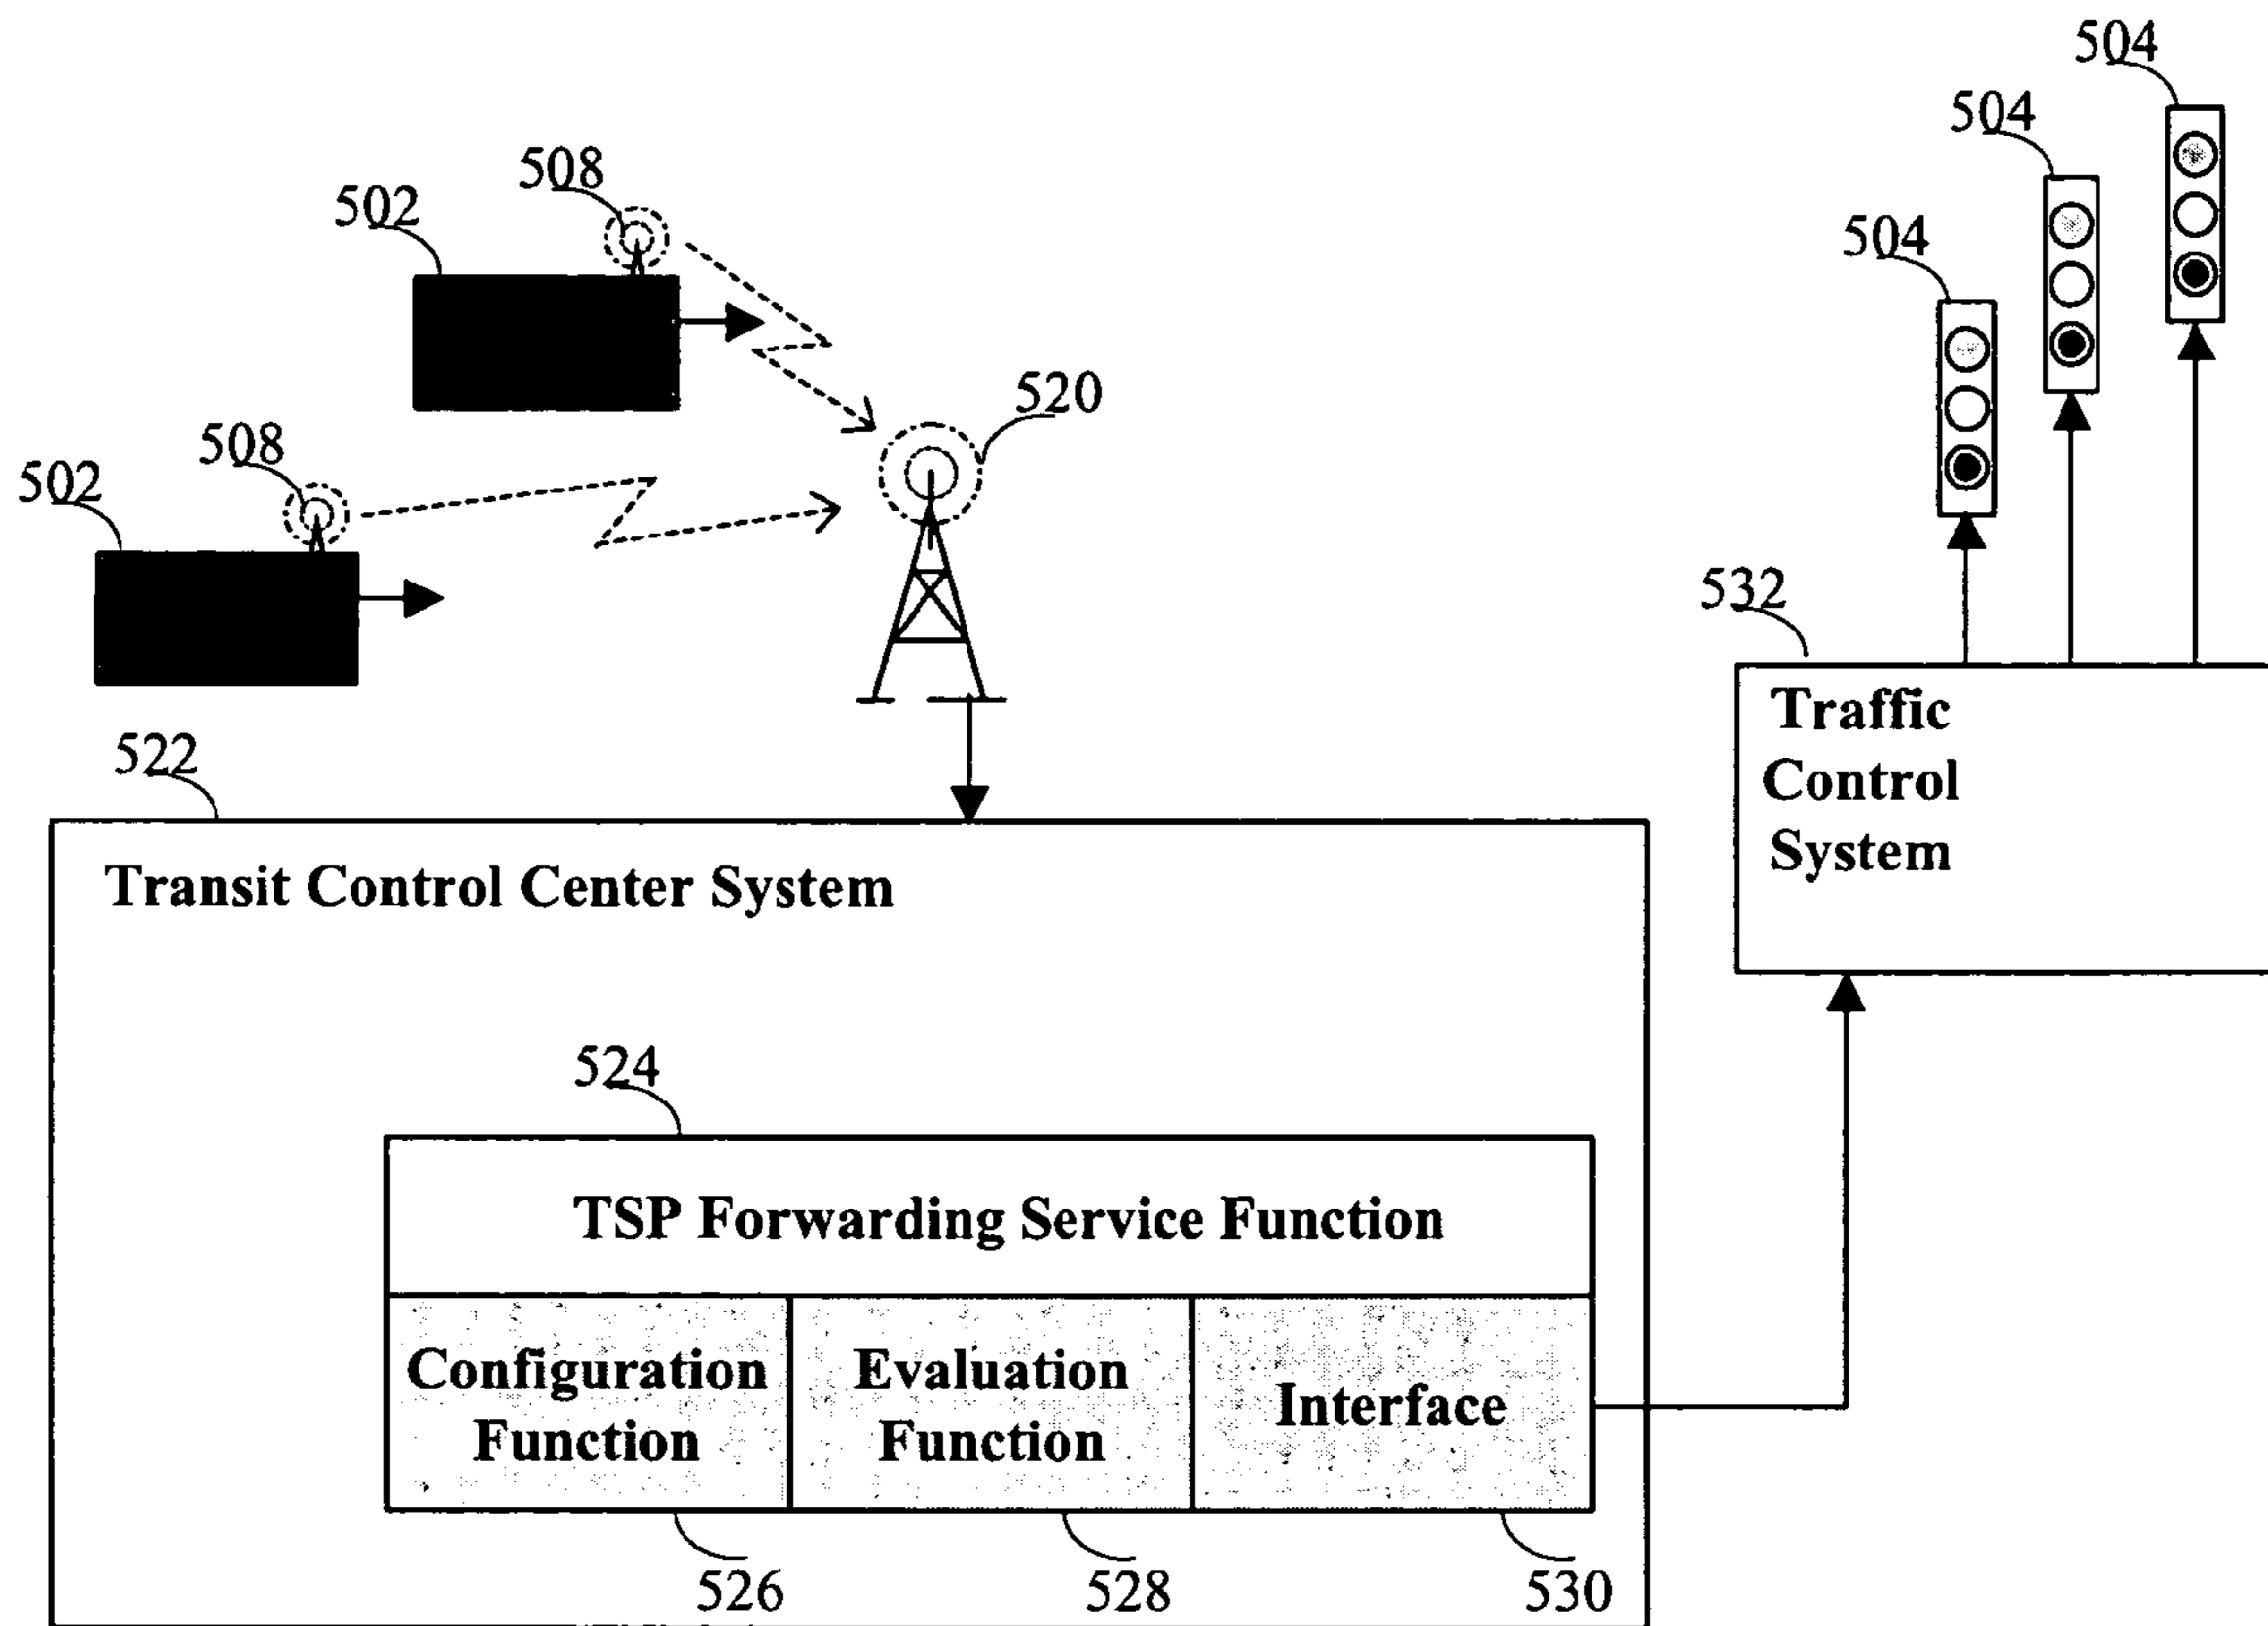 504
504
508
502
504
520
508
502
532
Traffic
Control
System
522
Transit Control Center System
524
TSP Forwarding Service Function
Configuration
Function
Evaluation
Function
Interface
526
528
530